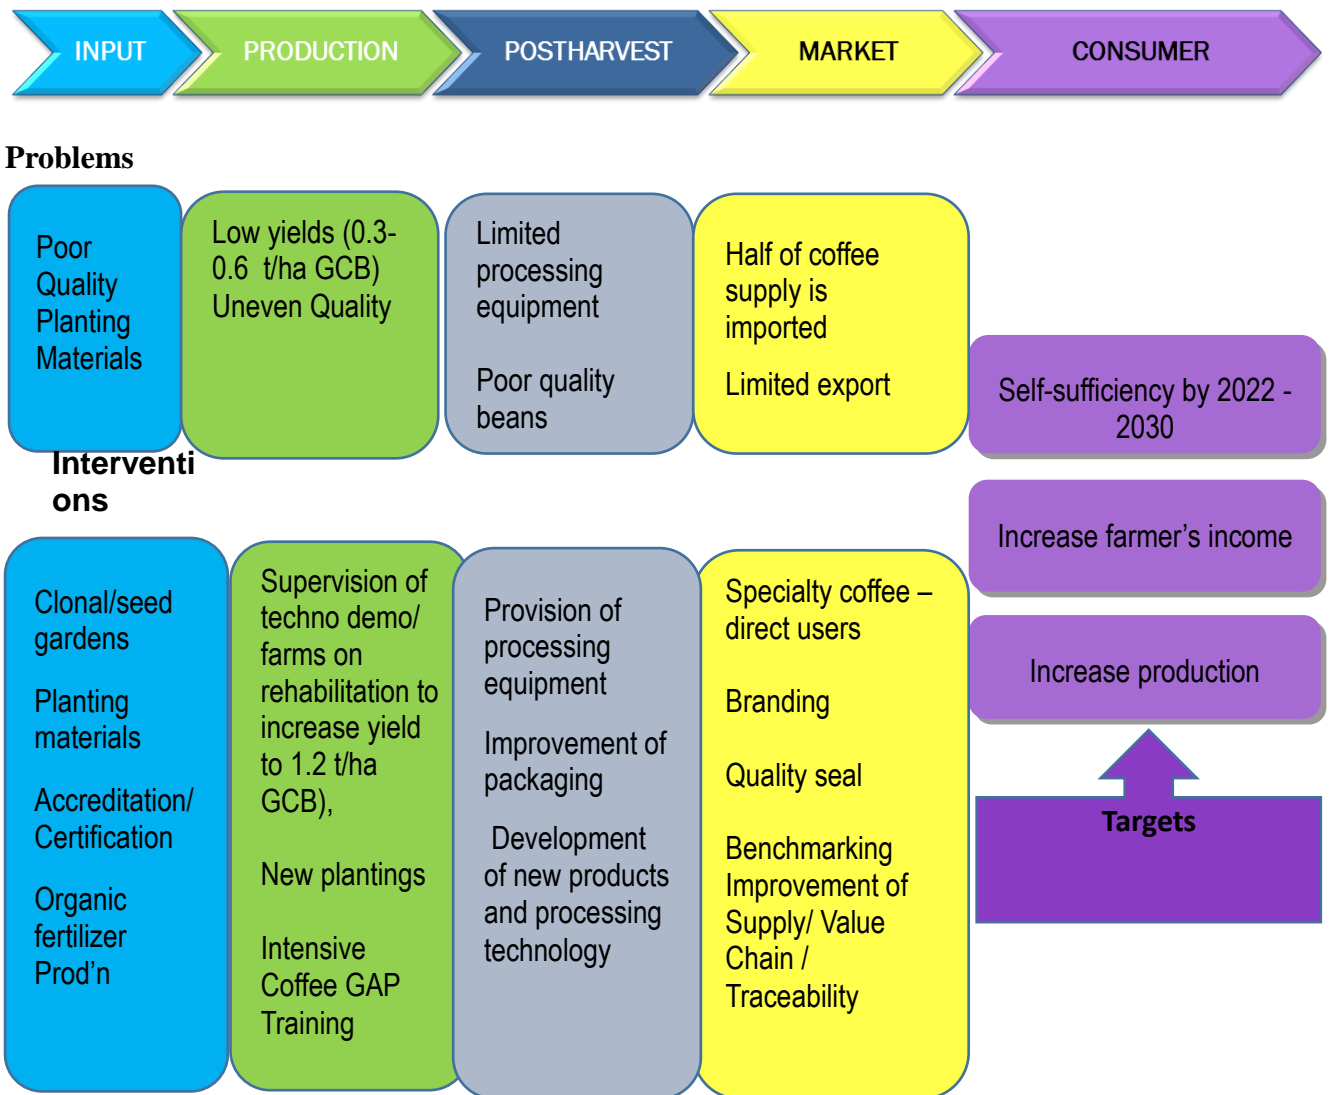 INPUT
PRODUCTION
POSTHARVEST
MARKET
CONSUMER
Problems
Poor
Quality
Planting
Materials
Low yields (0.3-
0.6 t/ha GCB)
Uneven Quality
Limited
processing
equipment
Poor quality
beans
Half of coffee
supply is
imported
Limited export
Self-sufficiency by 2022 -
2030
Increase farmer’s income
Increase production
Targets
Interventi
ons
Clonal/seed
gardens
Planting
materials
Accreditation/
Certification
Organic
fertilizer
Prod’n
Supervision of
techno demo/
farms on
rehabilitation to
increase yield
to 1.2 t/ha
GCB),
New plantings
Intensive
Coffee GAP
Training
Provision of
processing
equipment
Improvement of
packaging
Development
of new products
and processing
technology
Specialty coffee –
direct users
Branding
Quality seal
Benchmarking
Improvement of
Supply/ Value
Chain /
Traceability